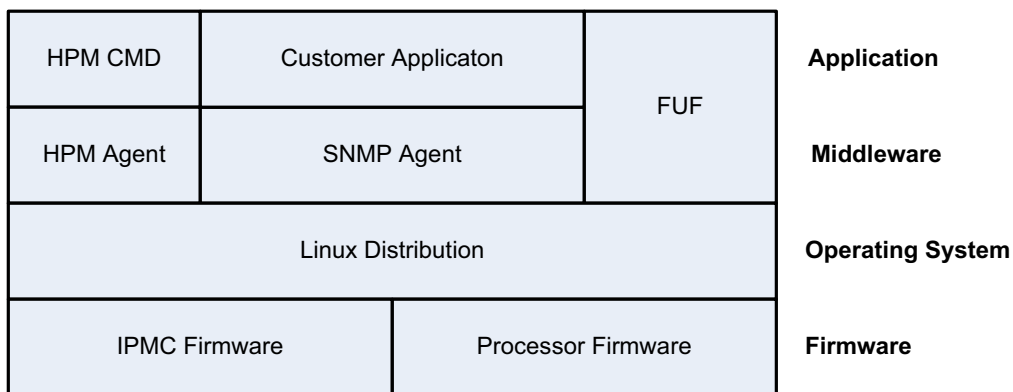 HPM CMD
Customer Applicaton
FUF
Application
HPM Agent
SNMP Agent
Middleware
Linux Distribution
Operating System
IPMC Firmware
Processor Firmware
Firmware